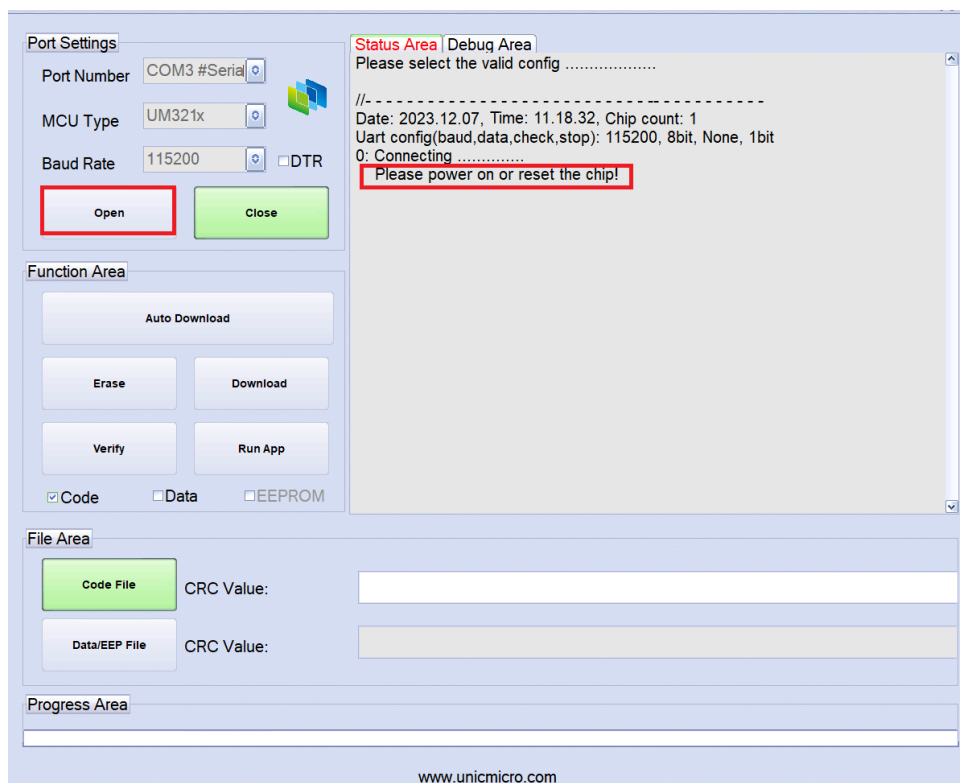 Port Settings
Port Number COM3 #Serial
MCU Type UM321x
Baud Rate 115200 DTR
Open Close
Function Area
Auto Download
Erase Download
Verify Run App
Code Data EEPROM
Status Area Debug Area
Please select the valid config ...................
//- - - - - - - - - - - - - - - - - - - - - - - - - - - -- - - - - - - - - - -
Date: 2023.12.07, Time: 11.18.32, Chip count: 1
Uart config(baud,data,check,stop): 115200, 8bit, None, 1bit
0: Connecting ..............
Please power on or reset the chip!
File Area
Code File CRC Value:
Data/EEP File CRC Value:
Progress Area
www.unicmicro.com